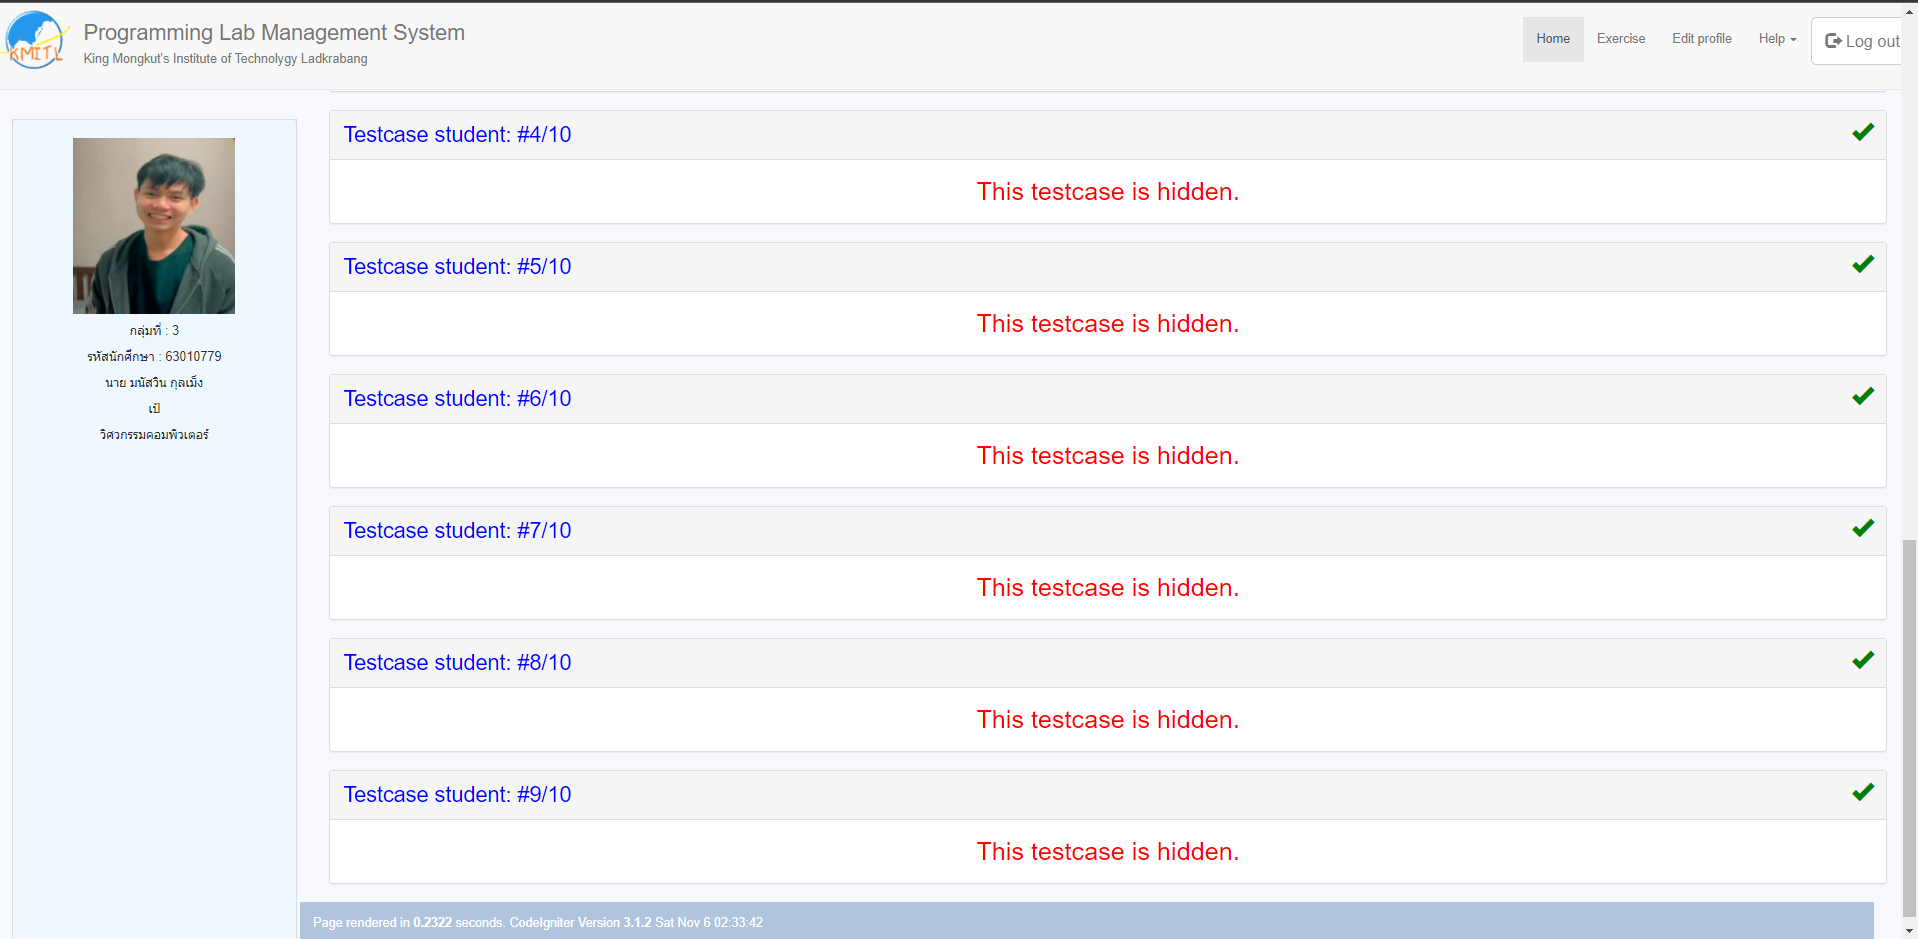 KMITL
Programming Lab Management System
King Mongkut's Institute of Technolygy Ladkrabang
Home
Exercise
Edit profile
Help
Log out
กลุ่มที่ : 3
รหัสนักศึกษา : 63010779
นาย มนัสวิน กุลเม็ง
เป้
วิศวกรรมคอมพิวเตอร์
Testcase student: #4/10
This testcase is hidden.
Testcase student: #5/10
This testcase is hidden.
Testcase student: #6/10
This testcase is hidden.
Testcase student: #7/10
This testcase is hidden.
Testcase student: #8/10
This testcase is hidden.
Testcase student: #9/10
This testcase is hidden.
Page rendered in 0.2322 seconds. CodeIgniter Version 3.1.2 Sat Nov 6 02:33:42